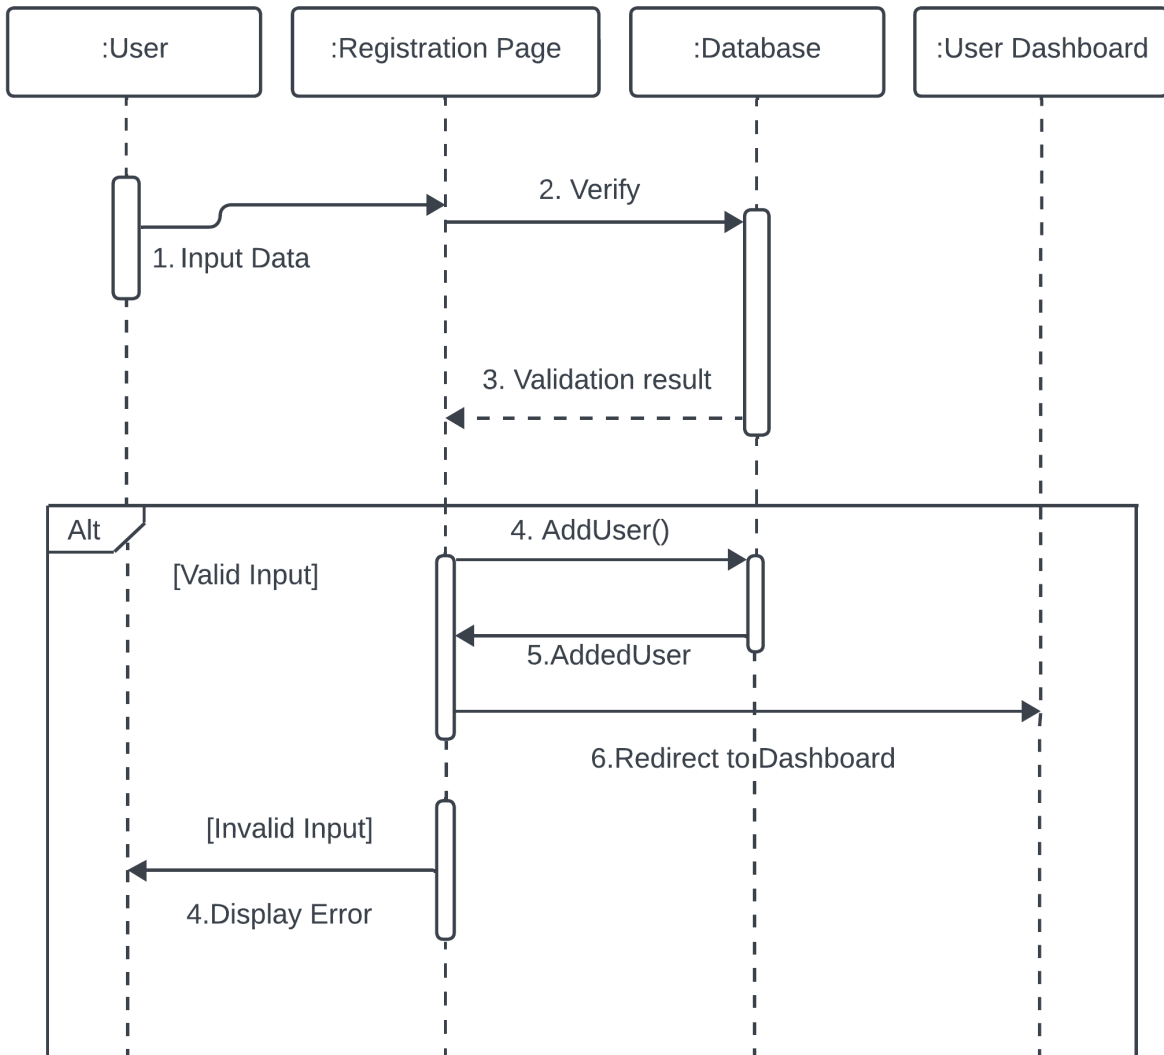 :User
:Registration Page
:Database
:User Dashboard
2. Verify
1. Input Data
3. Validation result
Alt
4. AddUser()
[Valid Input]
5.AddedUser
6.Redirect to Dashboard
[Invalid Input]
4.Display Error